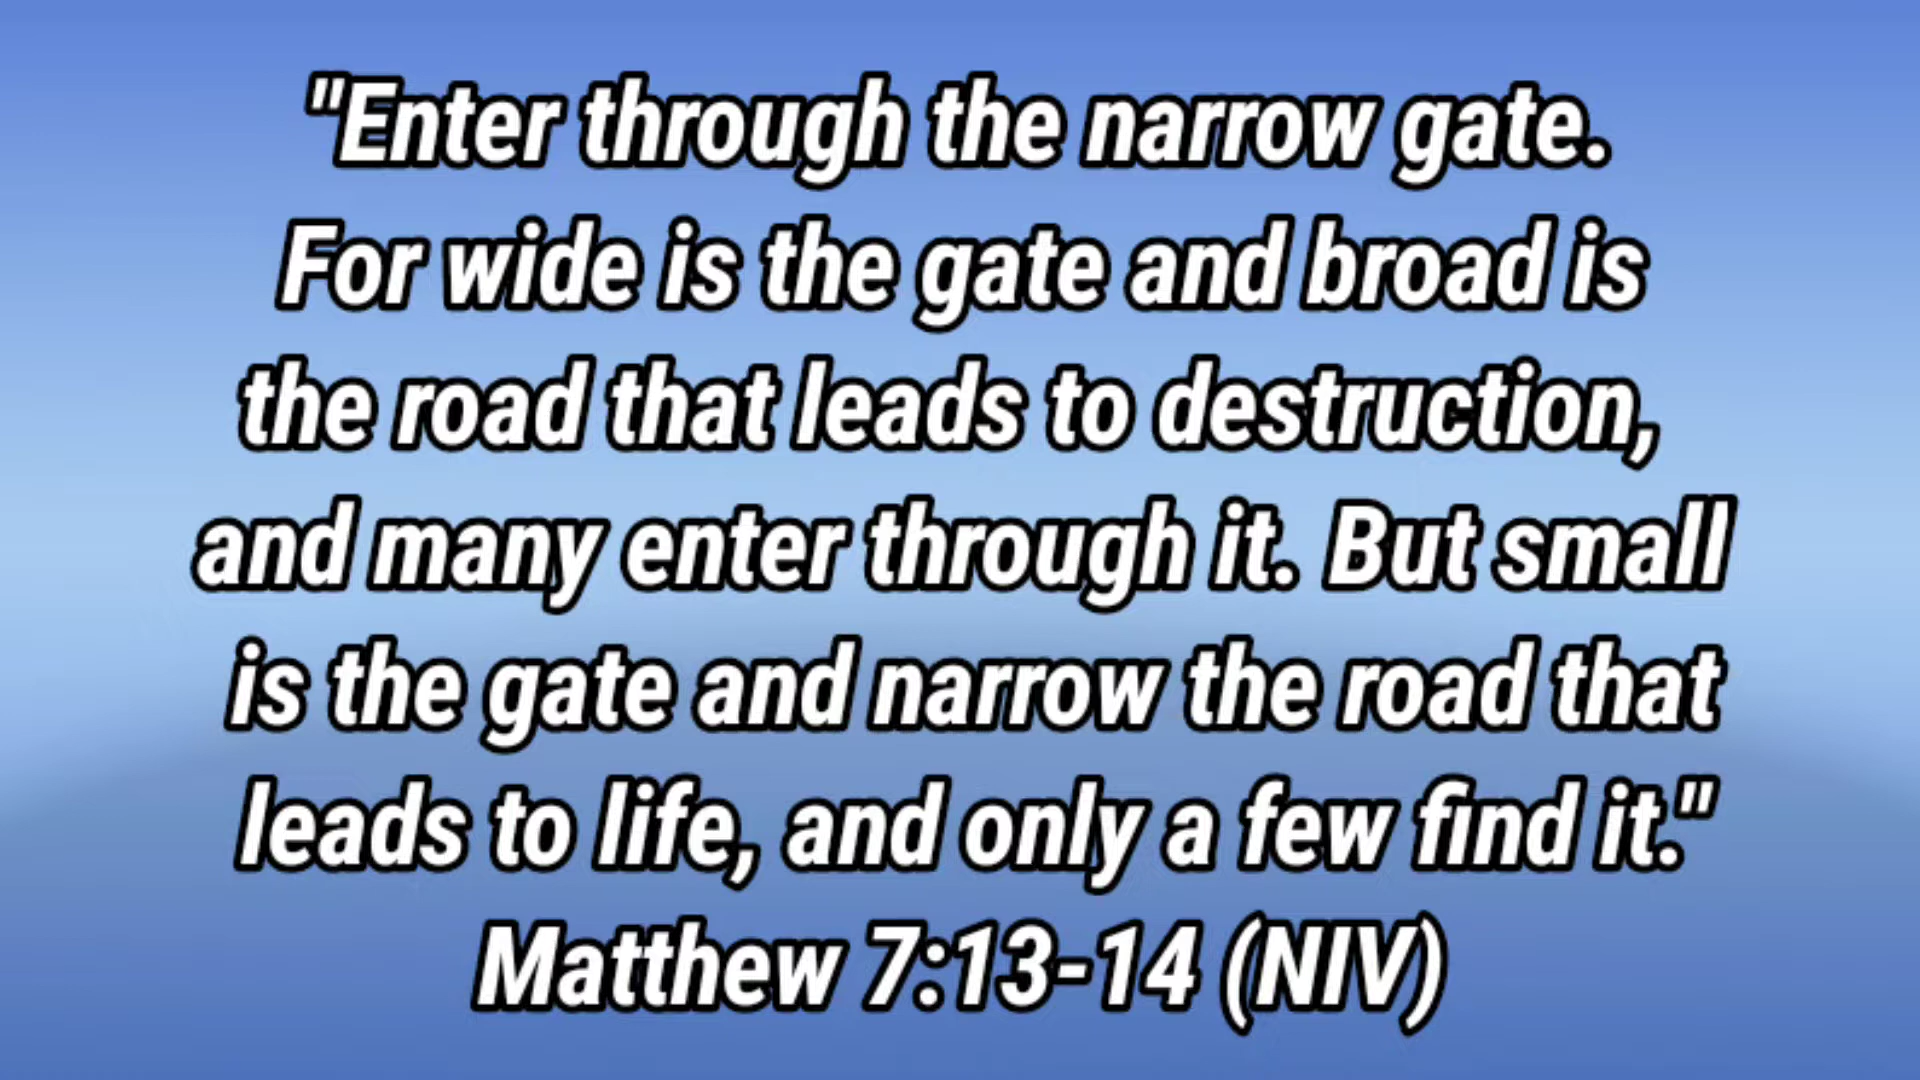 "Enter through the narrow gate.
For wide is the gate and broad is
the road that leads to destruction,
and many enter through it. But small
is the gate and narrow the road that
leads to life, and only a few find it."
Matthew 7:13-14 (NIV)